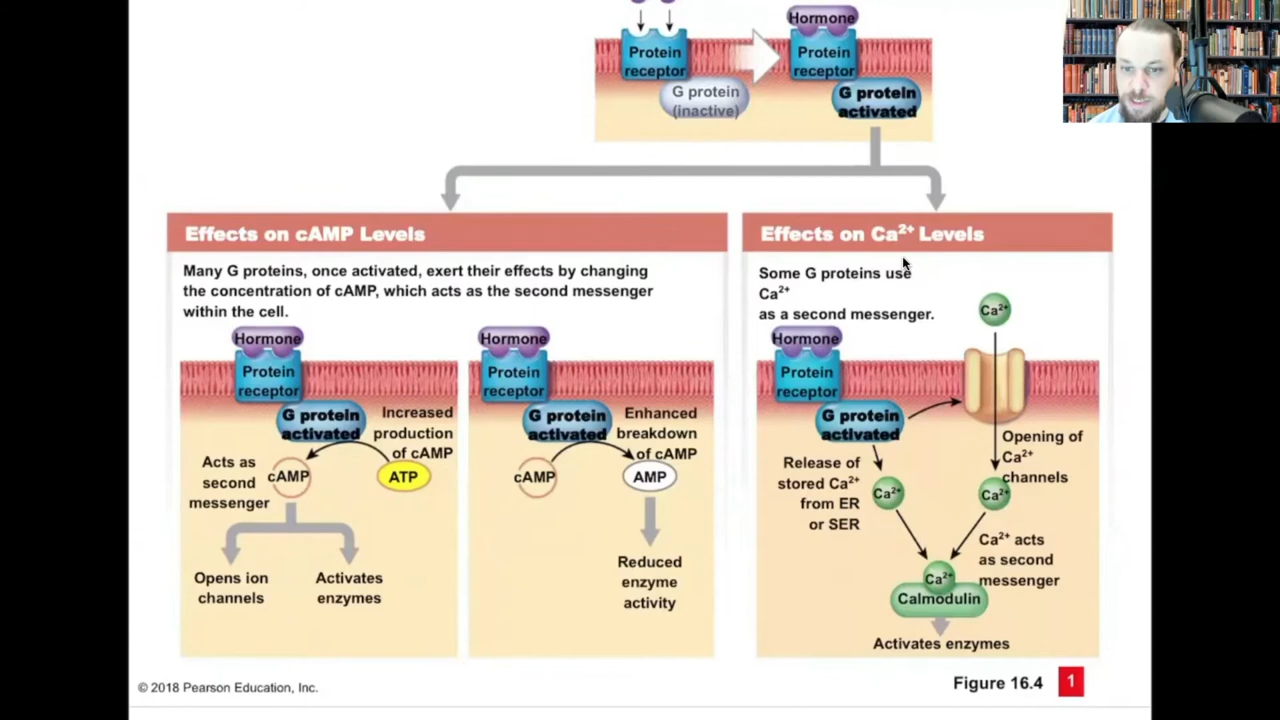 Hormone
Protein
receptor
Protein
receptor
G protein
(inactive)
G protein
activated
Effects on cAMP Levels
Many G proteins, once activated, exert their effects by changing
the concentration of cAMP, which acts as the second messenger
within the cell.
Hormone
Protein
receptor
G protein
activated
Increased
production
of cAMP
Acts as
second
messenger
cAMP
ATP
Opens ion
channels
Activates
enzymes
Hormone
Protein
receptor
G protein
activated
Enhanced
breakdown
of cAMP
cAMP
AMP
Reduced
enzyme
activity
Effects on Ca²⁺ Levels
Some G proteins use
Ca²⁺
as a second messenger.
Ca²⁺
Hormone
Protein
receptor
G protein
activated
Opening of
Ca²⁺
channels
Release of
stored Ca²⁺
from ER
or SER
Ca²⁺
Ca²⁺
Ca²⁺ acts
as second
messenger
Ca²⁺
Calmodulin
Activates enzymes
© 2018 Pearson Education, Inc.
Figure 16.4
1